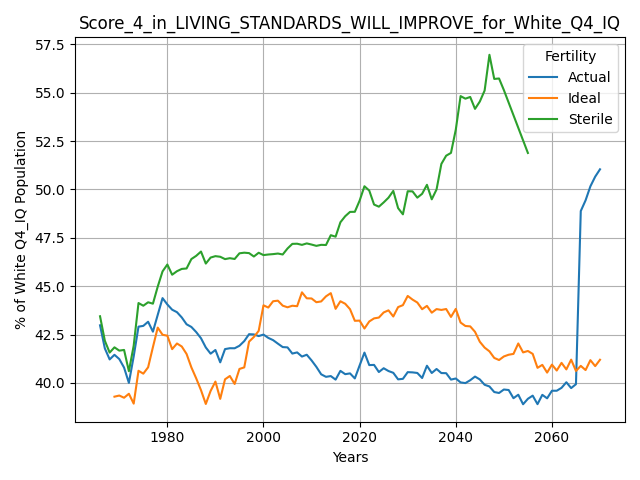 Score_4_in_LIVING_STANDARDS_WILL_IMPROVE_for_White_Q4_IQ
57.5
55.0
52.5
50.0
47.5
45.0
42.5
40.0
% of White Q4_IQ Population
Fertility
Actual
Ideal
Sterile
1980
2000
2020
2040
2060
Years